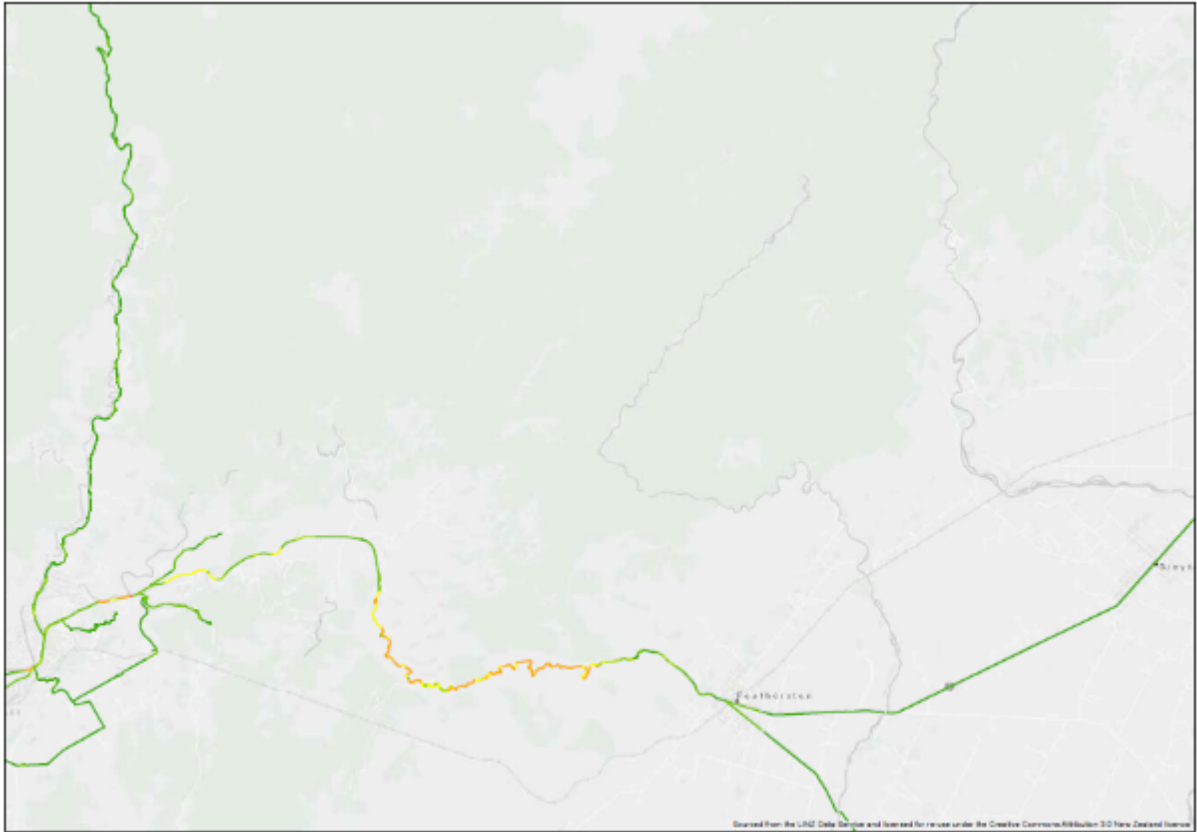 Featherston
Sourced from the LINZ Data Service and licensed for re-use under the Creative Commons Attribution 3.0 New Zealand licence